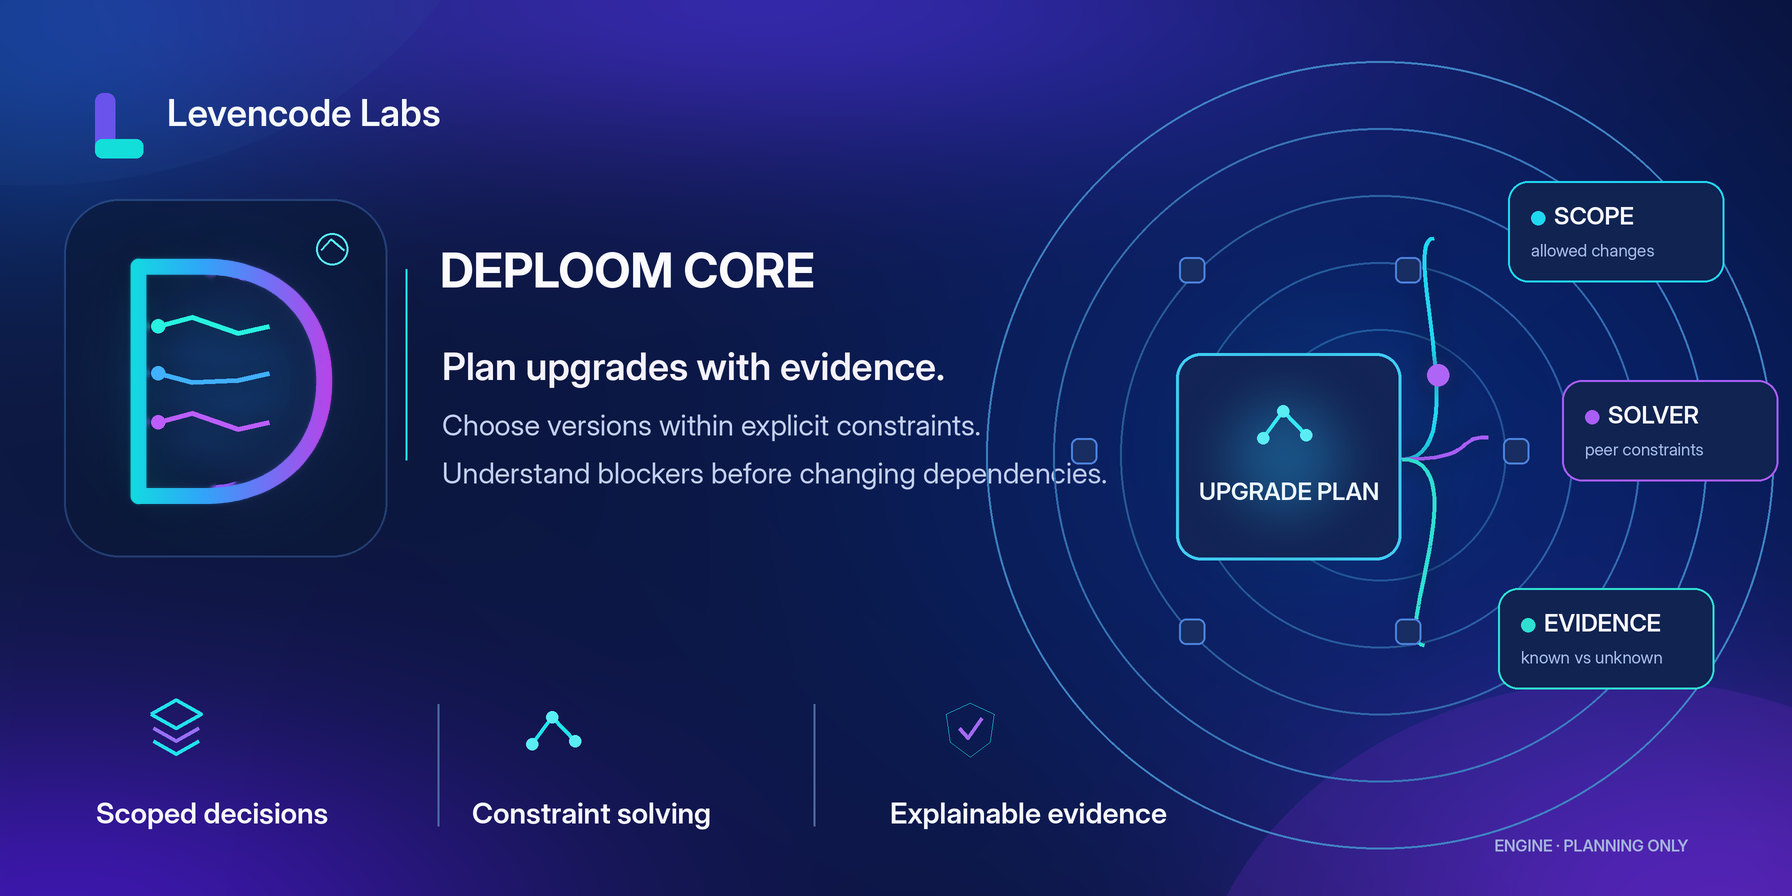 Levencode Labs
DEPLOOM CORE
Plan upgrades with evidence.
Choose versions within explicit constraints.
Understand blockers before changing dependencies.
UPGRADE PLAN
SCOPE
allowed changes
SOLVER
peer constraints
EVIDENCE
known vs unknown
Scoped decisions
Constraint solving
Explainable evidence
ENGINE · PLANNING ONLY